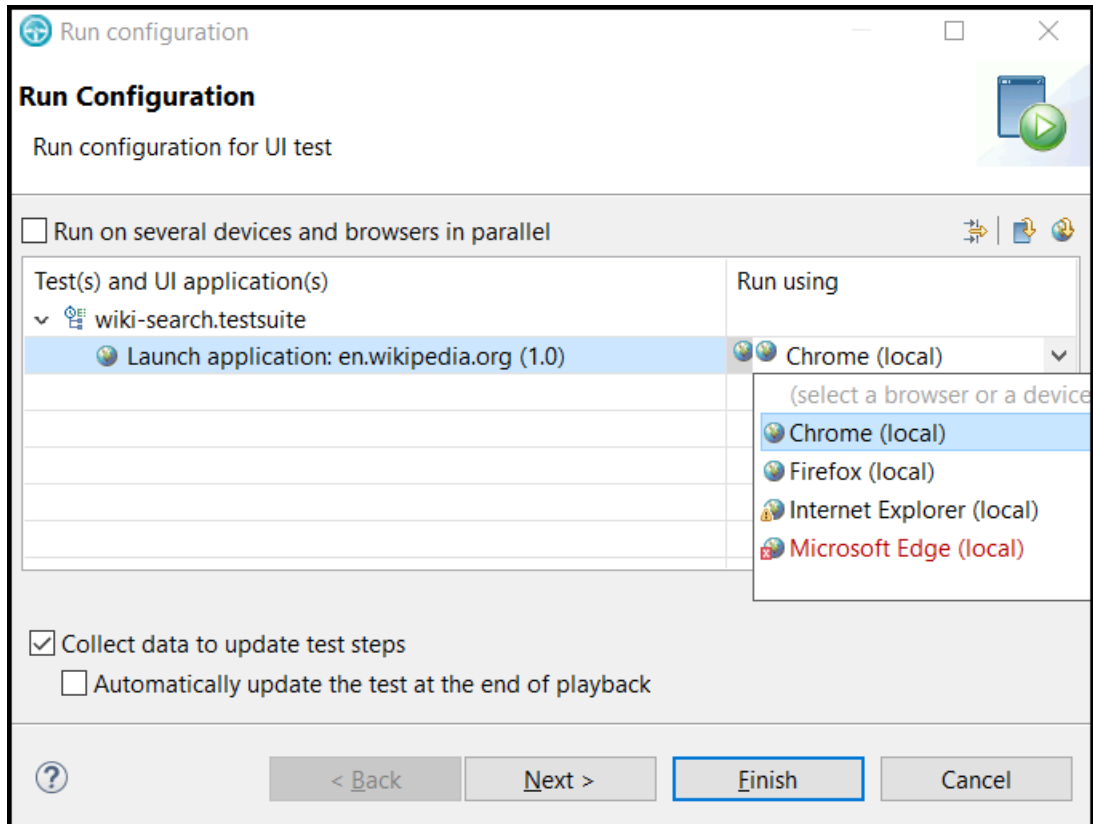 Run configuration
Run Configuration
Run configuration for UI test
Run on several devices and browsers in parallel
Test(s) and UI application(s) Run using
wiki-search.testsuite
Launch application: en.wikipedia.org (1.0) Chrome (local)
(select a browser or a device
Chrome (local)
Firefox (local)
Internet Explorer (local)
Microsoft Edge (local)
Collect data to update test steps
Automatically update the test at the end of playback
? < Back Next > Finish Cancel